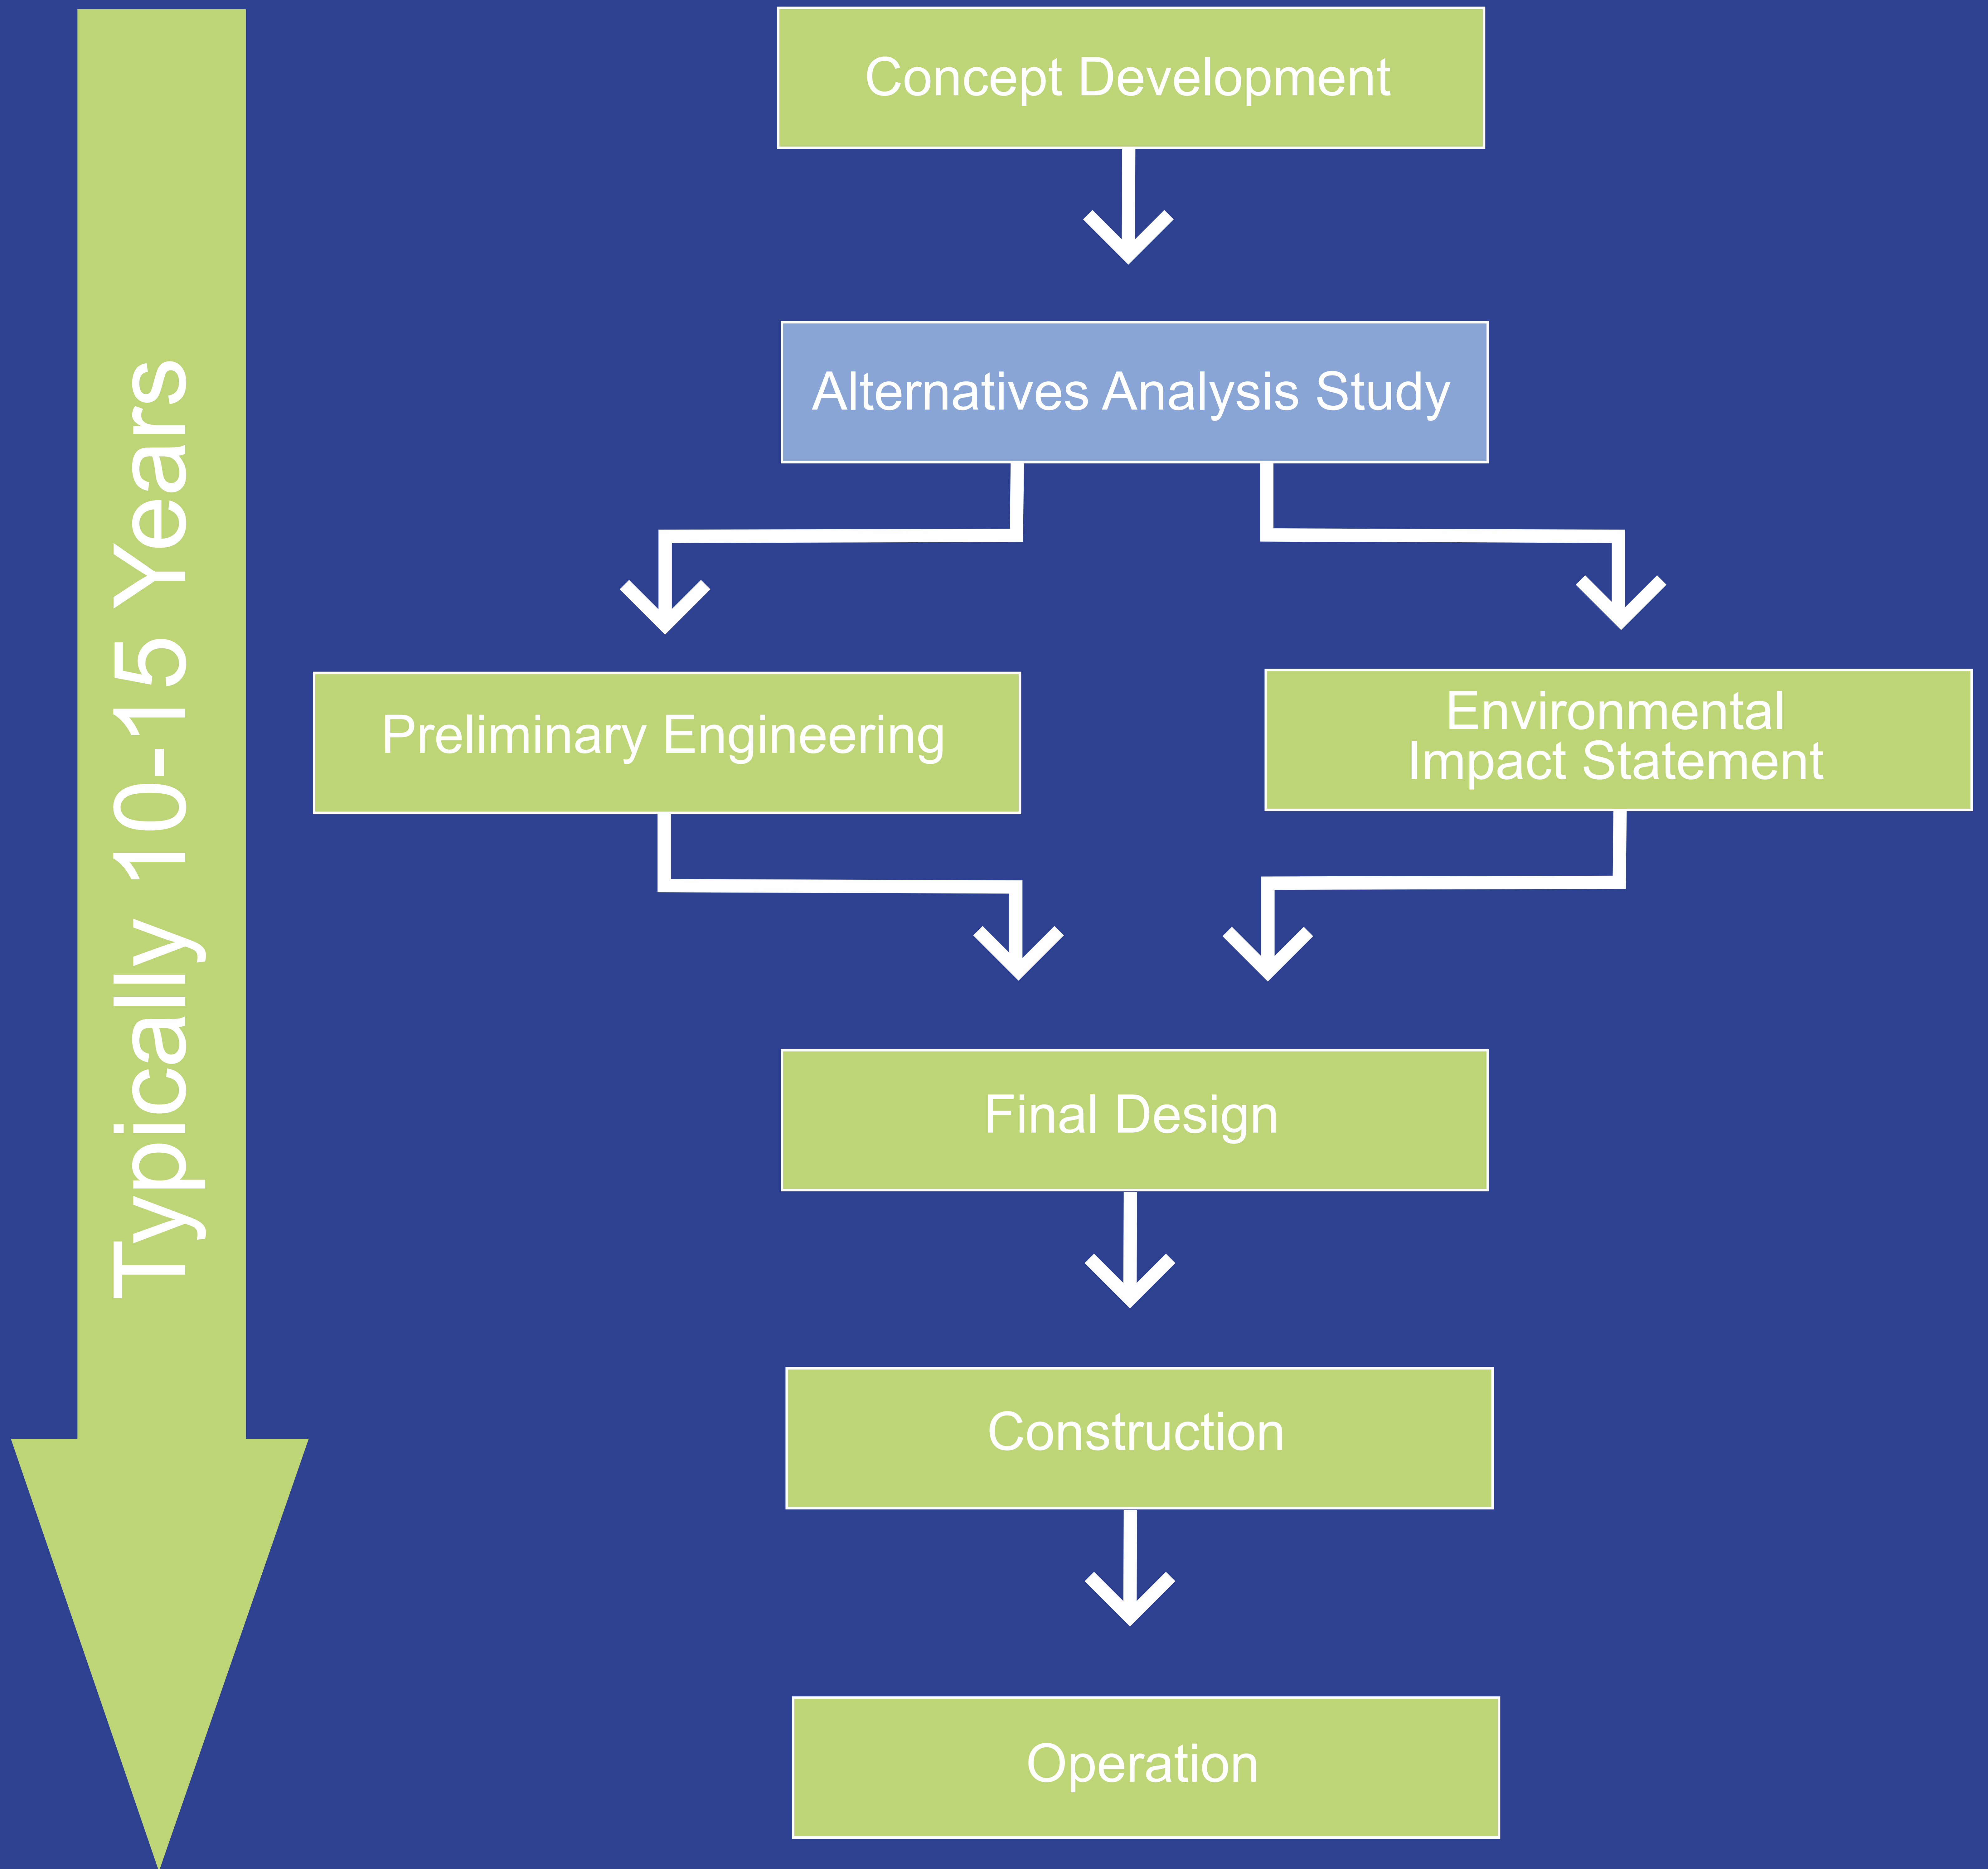 Concept Development
Alternatives Analysis Study
Preliminary Engineering
Environmental
Impact Statement
Final Design
Construction
Operation
Typically 10-15 Years